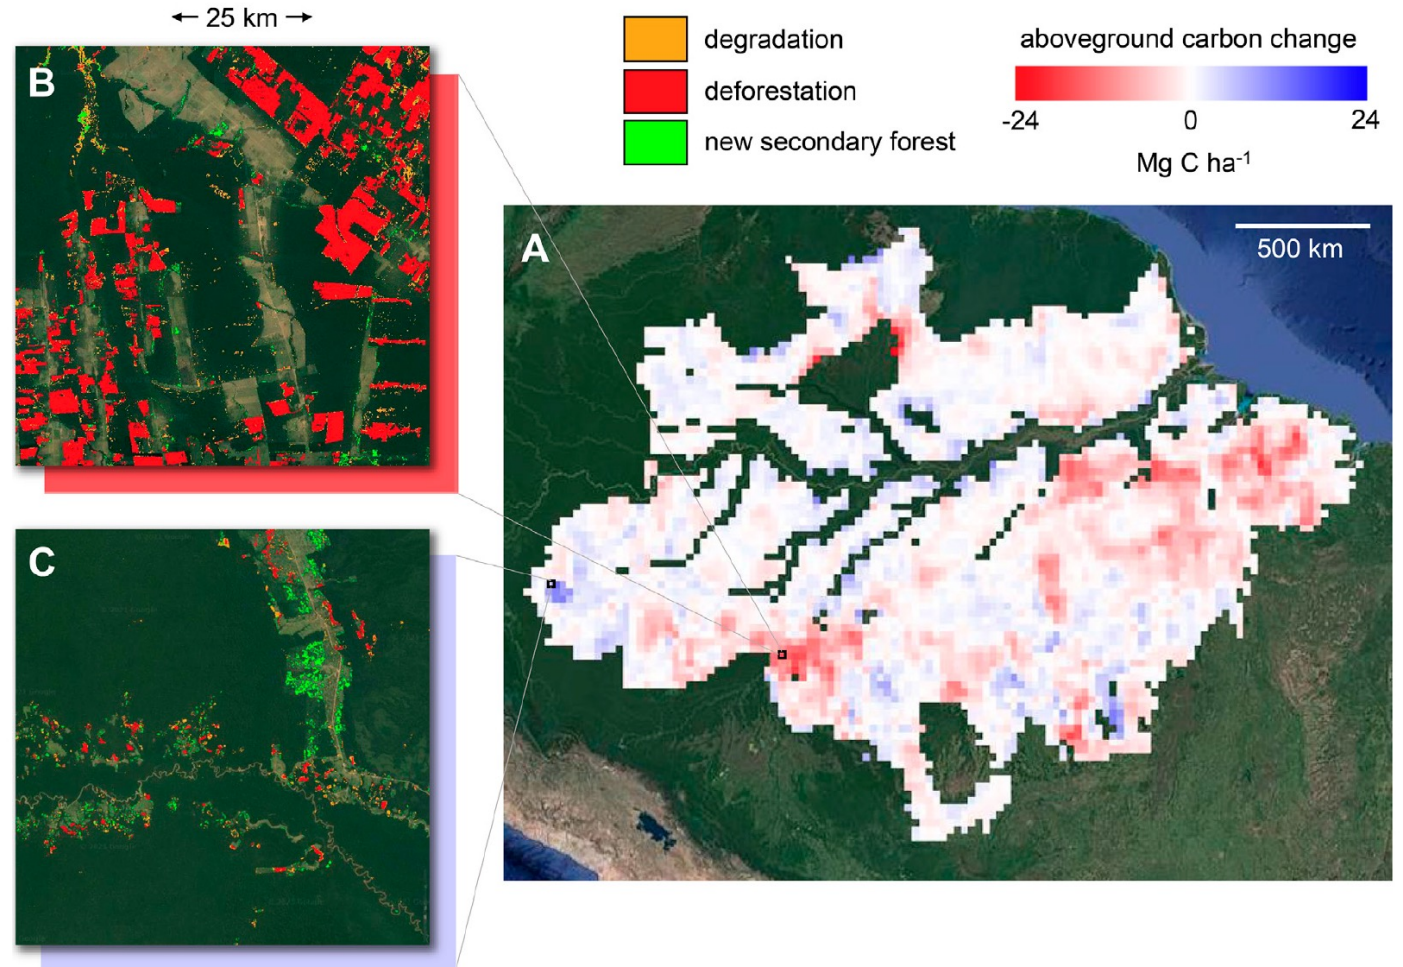 25 km
degradation
deforestation
new secondary forest
aboveground carbon change
-24 0 24
Mg C ha-1
B
A
500 km
C